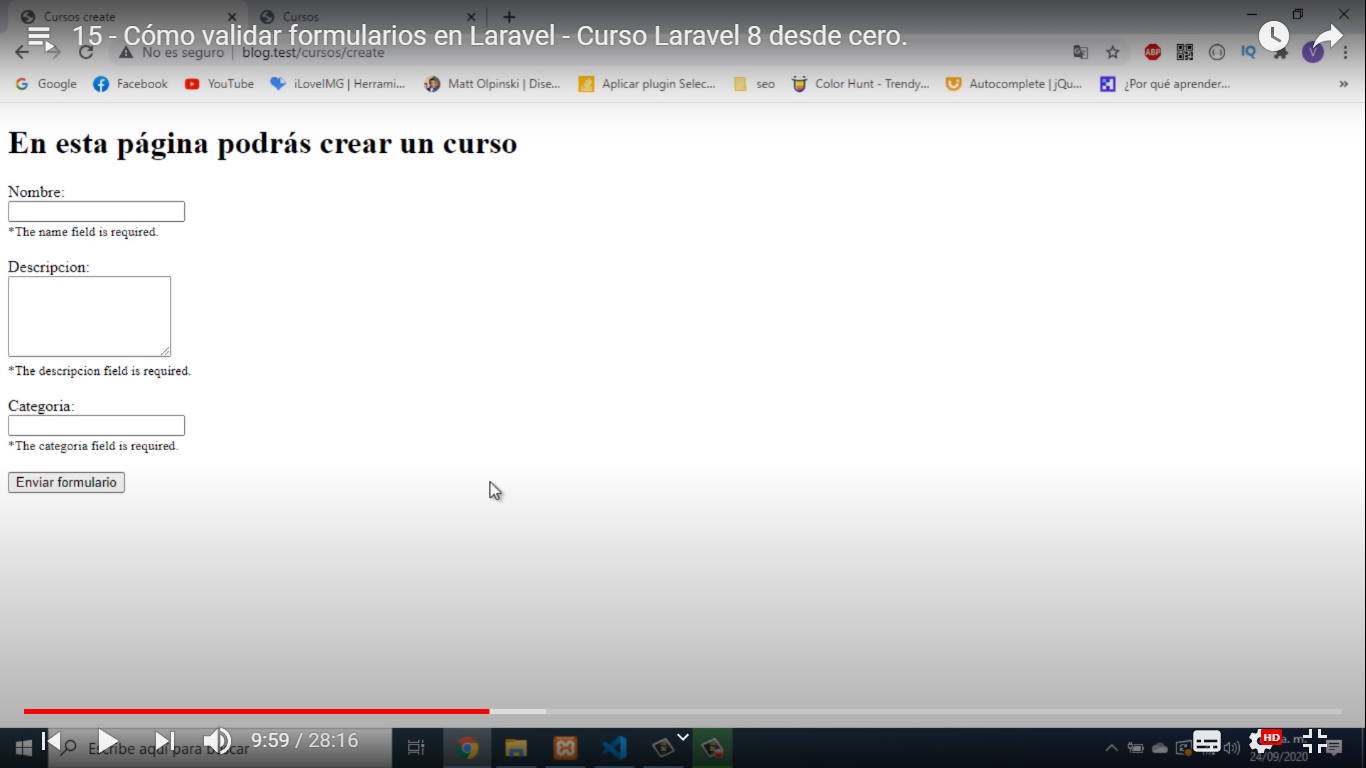 Cursos create
Cursos
15 - Cómo validar formularios en Laravel - Curso Laravel 8 desde cero.
No es seguro | blog.test/cursos/create
ABP
IQ
V
Google
Facebook
YouTube
iLoveIMG | Herrami...
Matt Olpinski | Dise...
Aplicar plugin Selec...
seo
Color Hunt - Trendy...
Autocomplete | jQu...
¿Por qué aprender...
»
En esta página podrás crear un curso
Nombre:
*The name field is required.
Descripcion:
*The descripcion field is required.
Categoria:
*The categoria field is required.
Enviar formulario
Escribe aquí para buscar
9:59 / 28:16
HD
a. m.
24/09/2020